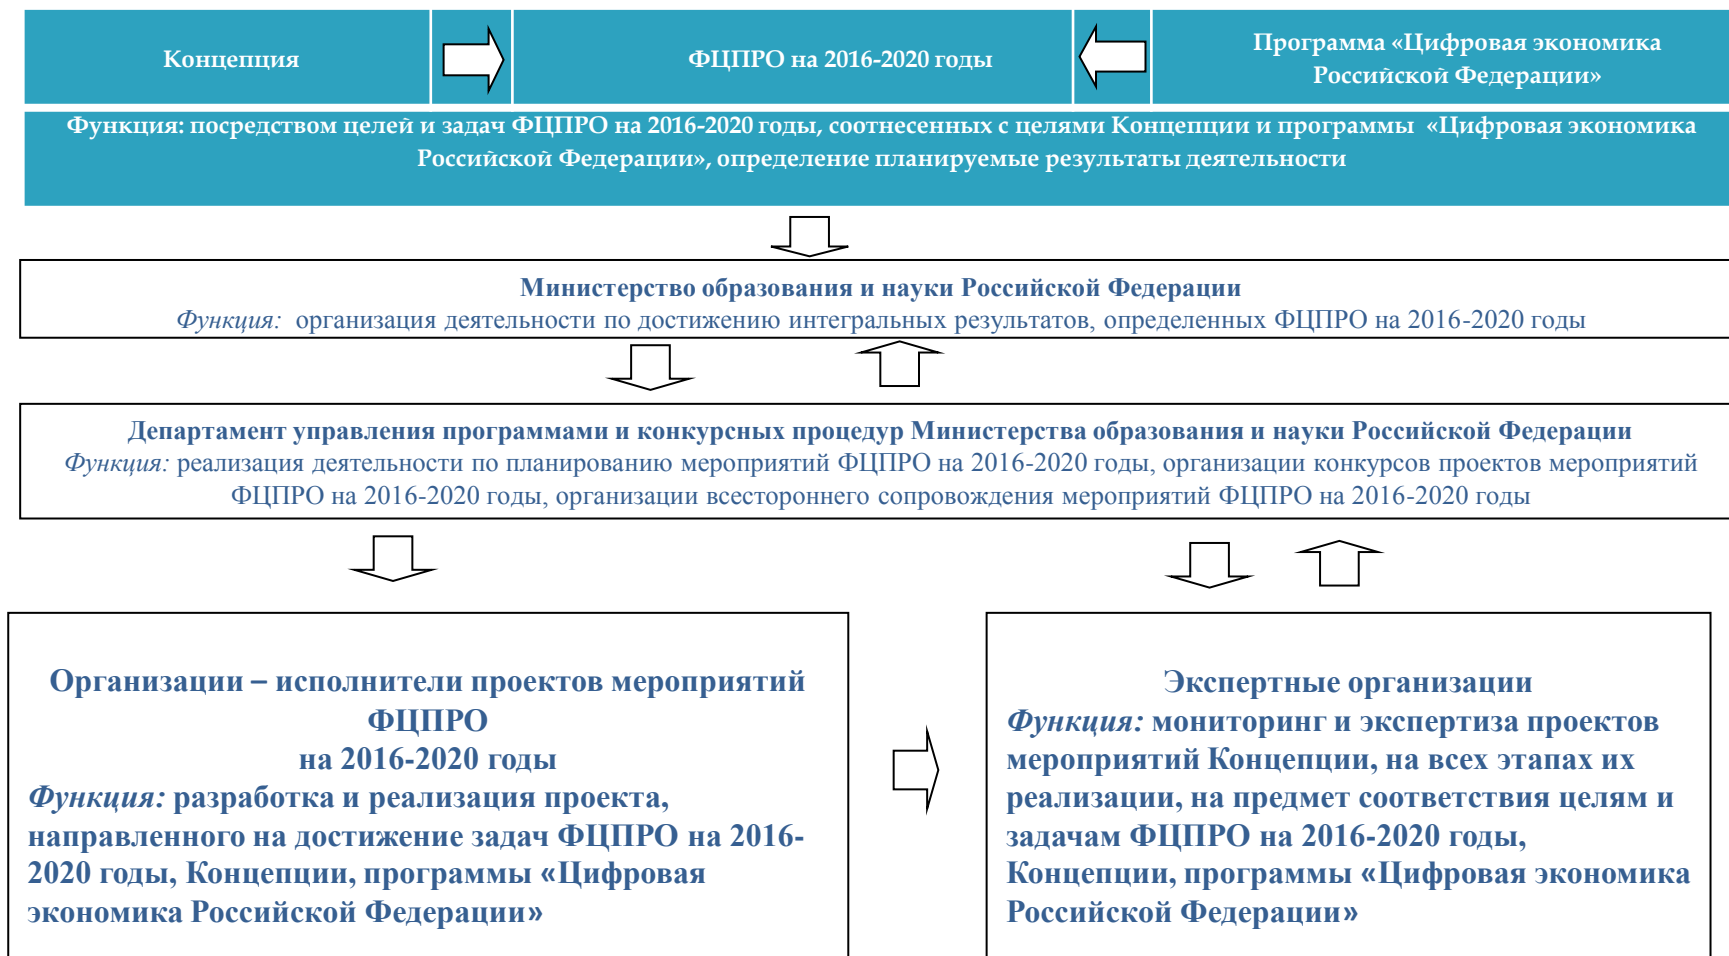 Концепция
ФЦПРО на 2016-2020 годы
Программа «Цифровая экономика
Российской Федерации»
Функция: посредством целей и задач ФЦПРО на 2016-2020 годы, соотнесенных с целями Концепции и программы «Цифровая экономика
Российской Федерации», определение планируемые результаты деятельности
Министерство образования и науки Российской Федерации
Функция: организация деятельности по достижению интегральных результатов, определенных ФЦПРО на 2016-2020 годы
Департамент управления программами и конкурсных процедур Министерства образования и науки Российской Федерации
Функция: реализация деятельности по планированию мероприятий ФЦПРО на 2016-2020 годы, организации конкурсов проектов мероприятий
ФЦПРО на 2016-2020 годы, организации всестороннего сопровождения мероприятий ФЦПРО на 2016-2020 годы
Организации – исполнители проектов мероприятий
ФЦПРО
на 2016-2020 годы
Функция: разработка и реализация проекта,
направленного на достижение задач ФЦПРО на 2016-
2020 годы, Концепции, программы «Цифровая
экономика Российской Федерации»
Экспертные организации
Функция: мониторинг и экспертиза проектов
мероприятий Концепции, на всех этапах их
реализации, на предмет соответствия целям и
задачам ФЦПРО на 2016-2020 годы,
Концепции, программы «Цифровая экономика
Российской Федерации»